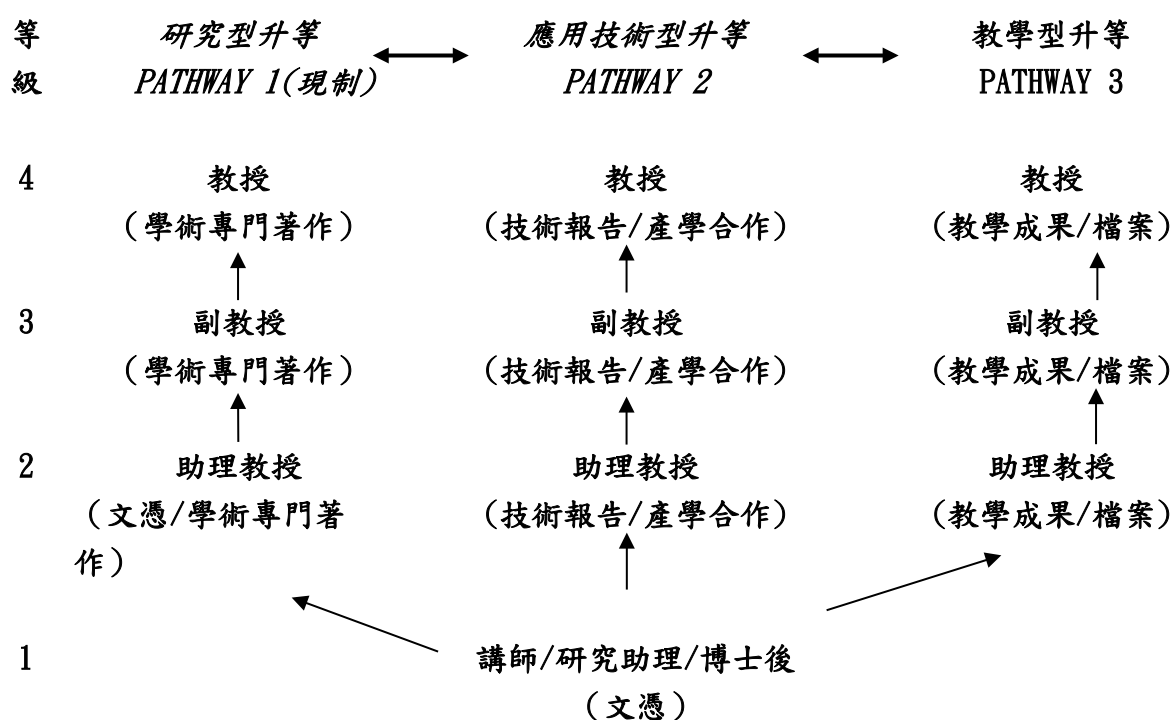 等 研究型升等 應用技術型升等 教學型升等
級 PATHWAY 1(現制) PATHWAY 2 PATHWAY 3
4 教授 教授 教授
(學術專門著作) (技術報告/產學合作) (教學成果/檔案)
3 副教授 副教授 副教授
(學術專門著作) (技術報告/產學合作) (教學成果/檔案)
2 助理教授 助理教授 助理教授
(文憑/學術專門著 (技術報告/產學合作) (教學成果/檔案)
作)
1 講師/研究助理/博士後
(文憑)